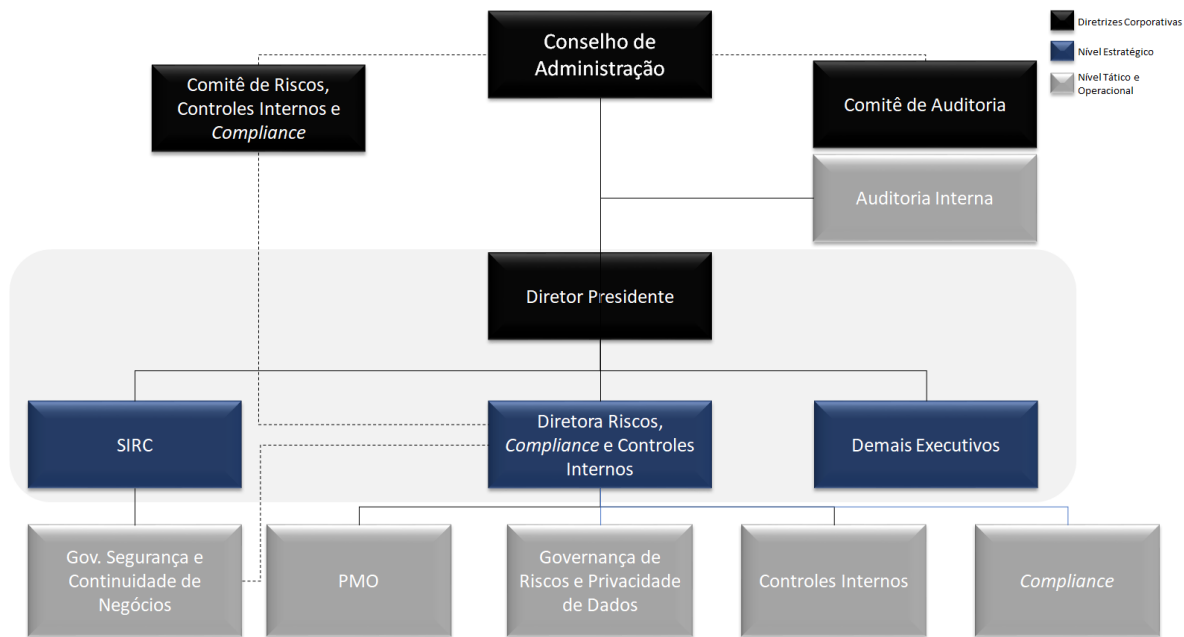 Conselho de
Administração
Diretrizes Corporativas
Nível Estratégico
Nível Tático e
Operacional
Comitê de Riscos,
Controles Internos e
Compliance
Comitê de Auditoria
Auditoria Interna
Diretor Presidente
SIRC
Diretora Riscos,
Compliance e Controles
Internos
Demais Executivos
Gov. Segurança e
Continuidade de
Negócios
PMO
Governança de
Riscos e Privacidade
de Dados
Controles Internos
Compliance